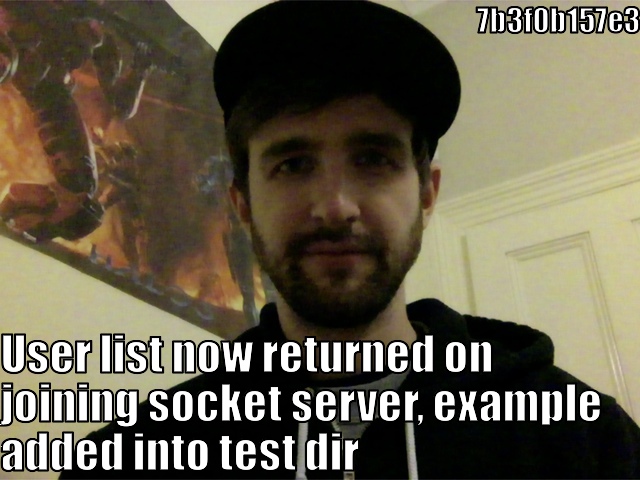 7b3f0b157e3
User list now returned on
joining socket server, example
added into test dir